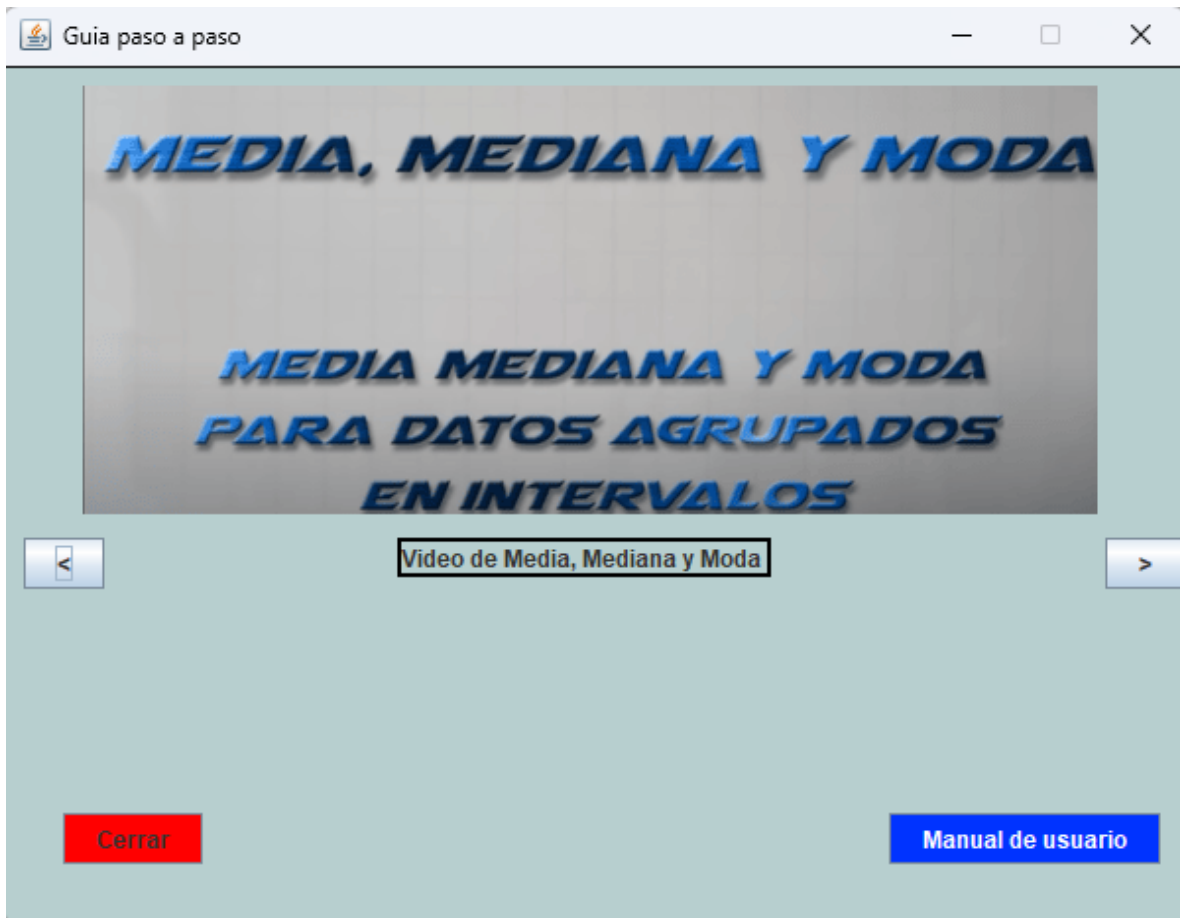 Guia paso a paso
MEDIA, MEDIANA Y MODA
MEDIA MEDIANA Y MODA
PARA DATOS AGRUPADOS
EN INTERVALOS
<
Video de Media, Mediana y Moda
>
Cerrar
Manual de usuario